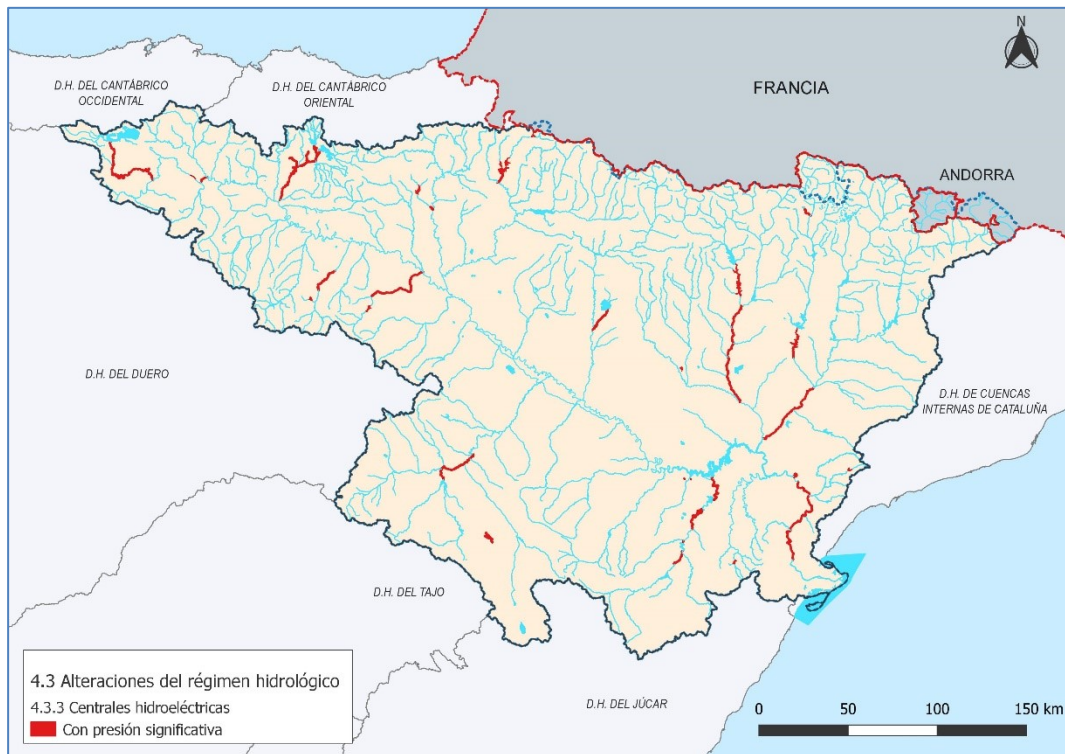 N
D.H. DEL CANTÁBRICO
OCCIDENTAL
D.H. DEL CANTÁBRICO
ORIENTAL
FRANCIA
ANDORRA
D.H. DEL DUERO
D.H. DE CUENCAS
INTERNAS DE CATALUÑA
D.H. DEL TAJO
D.H. DEL JÚCAR
4.3 Alteraciones del régimen hidrológico
4.3.3 Centrales hidroeléctricas
Con presión significativa
0 50 100 150 km